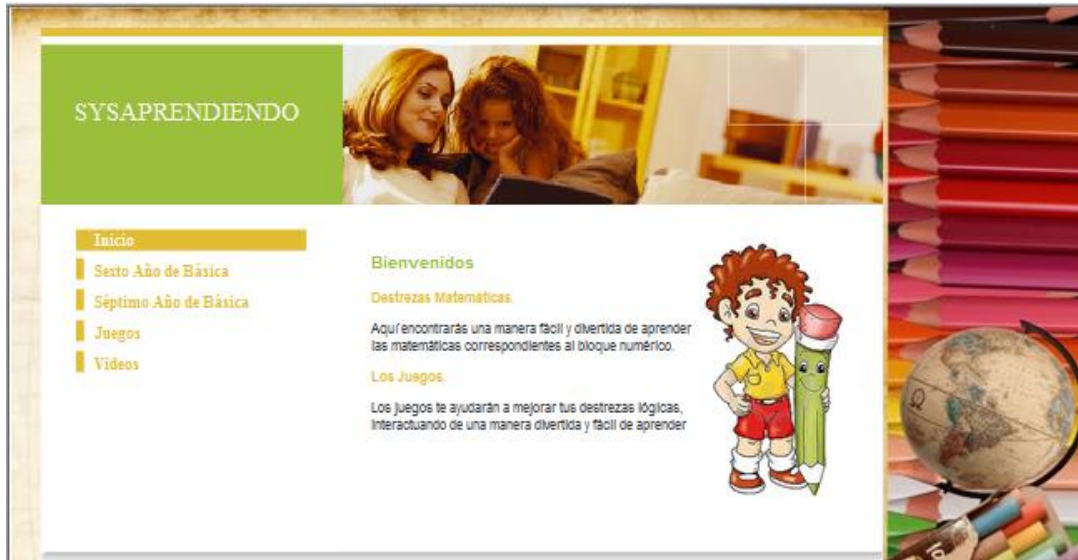 SYSAPRENDIENDO
Inicio
Sexto Año de Básica
Séptimo Año de Básica
Juegos
Videos
Bienvenidos
Destrezas Matemáticas.
Aquí encontrarás una manera fácil y divertida de aprender
las matemáticas correspondientes al bloque numérico.
Los Juegos.
Los juegos te ayudarán a mejorar tus destrezas lógicas,
interactuando de una manera divertida y fácil de aprender